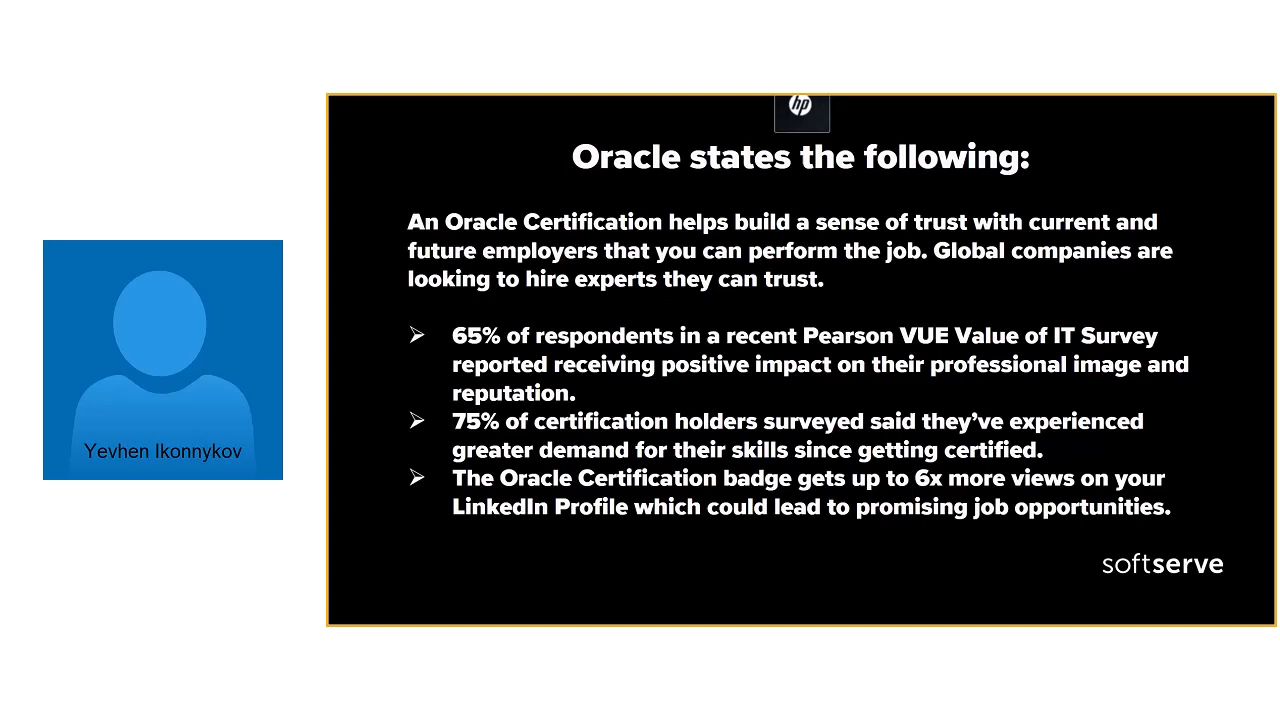 hp
Oracle states the following:
An Oracle Certification helps build a sense of trust with current and
future employers that you can perform the job. Global companies are
looking to hire experts they can trust.
65% of respondents in a recent Pearson VUE Value of IT Survey
reported receiving positive impact on their professional image and
reputation.
75% of certification holders surveyed said they’ve experienced
greater demand for their skills since getting certified.
The Oracle Certification badge gets up to 6x more views on your
LinkedIn Profile which could lead to promising job opportunities.
softserve
Yevhen Ikonnykov